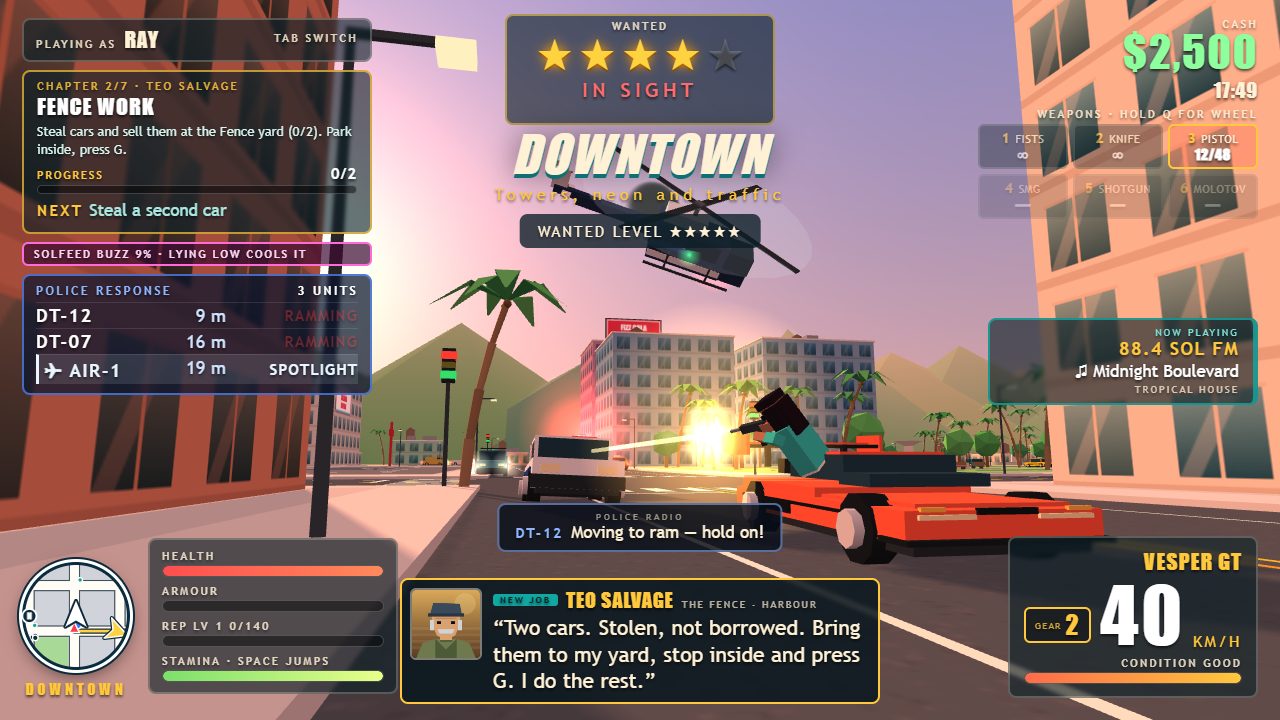 PLAYING AS RAY
TAB SWITCH
CHAPTER 2/7 · TEO SALVAGE
FENCE WORK
Steal cars and sell them at the Fence yard (0/2). Park
inside, press G.
PROGRESS 0/2
NEXT Steal a second car
SOLFEED BUZZ 9% · LYING LOW COOLS IT
POLICE RESPONSE 3 UNITS
DT-12 9 m RAMMING
DT-07 16 m RAMMING
AIR-1 19 m SPOTLIGHT
WANTED
IN SIGHT
DOWNTOWN
Towers, neon and traffic
WANTED LEVEL ★★★★★
CASH
$2,500
17:49
WEAPONS · HOLD Q FOR WHEEL
1 FISTS
∞
2 KNIFE
∞
3 PISTOL
12/48
4 SMG
—
5 SHOTGUN
—
6 MOLOTOV
—
NOW PLAYING
88.4 SOL FM
♫ Midnight Boulevard
TROPICAL HOUSE
POLICE RADIO
DT-12 Moving to ram — hold on!
HEALTH
ARMOUR
REP LV 1 0/140
STAMINA · SPACE JUMPS
DOWNTOWN
NEW JOB TEO SALVAGE THE FENCE · HARBOUR
“Two cars. Stolen, not borrowed. Bring
them to my yard, stop inside and press
G. I do the rest.”
VESPER GT
GEAR 2 40 KM/H
CONDITION GOOD